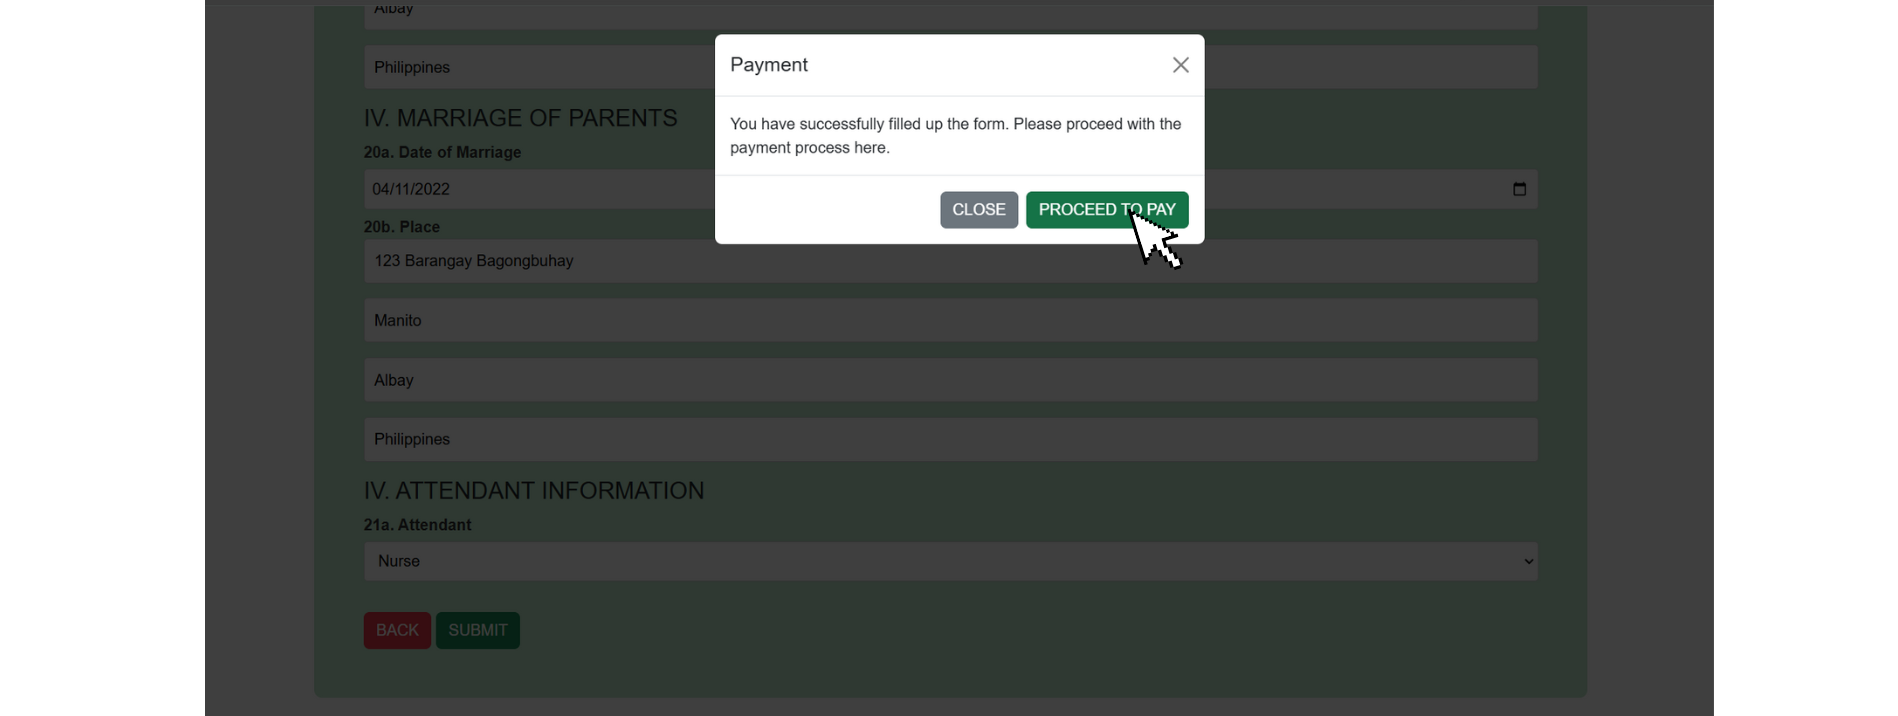 Albay
Philippines
IV. MARRIAGE OF PARENTS
20a. Date of Marriage
04/11/2022
20b. Place
123 Barangay Bagongbuhay
Manito
Albay
Philippines
IV. ATTENDANT INFORMATION
21a. Attendant
Nurse
BACK SUBMIT
Payment
You have successfully filled up the form. Please proceed with the
payment process here.
CLOSE PROCEED TO PAY